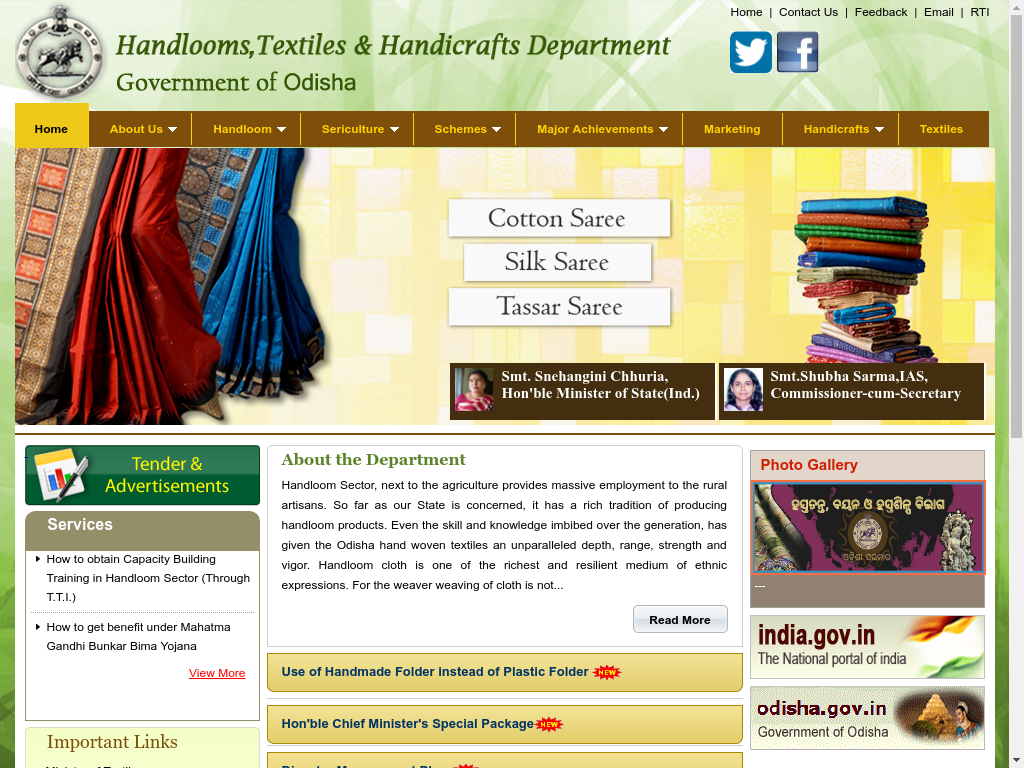 Home | Contact Us | Feedback | Email | RTI
Handlooms,Textiles & Handicrafts Department
Government of Odisha
Home
About Us
Handloom
Sericulture
Schemes
Major Achievements
Marketing
Handicrafts
Textiles
Cotton Saree
Silk Saree
Tassar Saree
Smt. Snehangini Chhuria,
Hon'ble Minister of State(Ind.)
Smt.Shubha Sarma,IAS,
Commissioner-cum-Secretary
Tender &
Advertisements
Services
How to obtain Capacity Building
Training in Handloom Sector (Through
T.T.I.)
How to get benefit under Mahatma
Gandhi Bunkar Bima Yojana
View More
Important Links
About the Department
Handloom Sector, next to the agriculture provides massive employment to the rural
artisans. So far as our State is concerned, it has a rich tradition of producing
handloom products. Even the skill and knowledge imbibed over the generation, has
given the Odisha hand woven textiles an unparalleled depth, range, strength and
vigor. Handloom cloth is one of the richest and resilient medium of ethnic
expressions. For the weaver weaving of cloth is not...
Read More
Use of Handmade Folder instead of Plastic Folder NEW
Hon'ble Chief Minister's Special Package NEW
Photo Gallery
ହସ୍ତତନ୍ତ, ବୟନ ଓ ହସ୍ତଶିଳ୍ପ ବିଭାଗ
ଓଡ଼ିଶା ସରକାର
---
india.gov.in
The National portal of india
odisha.gov.in
Government of Odisha